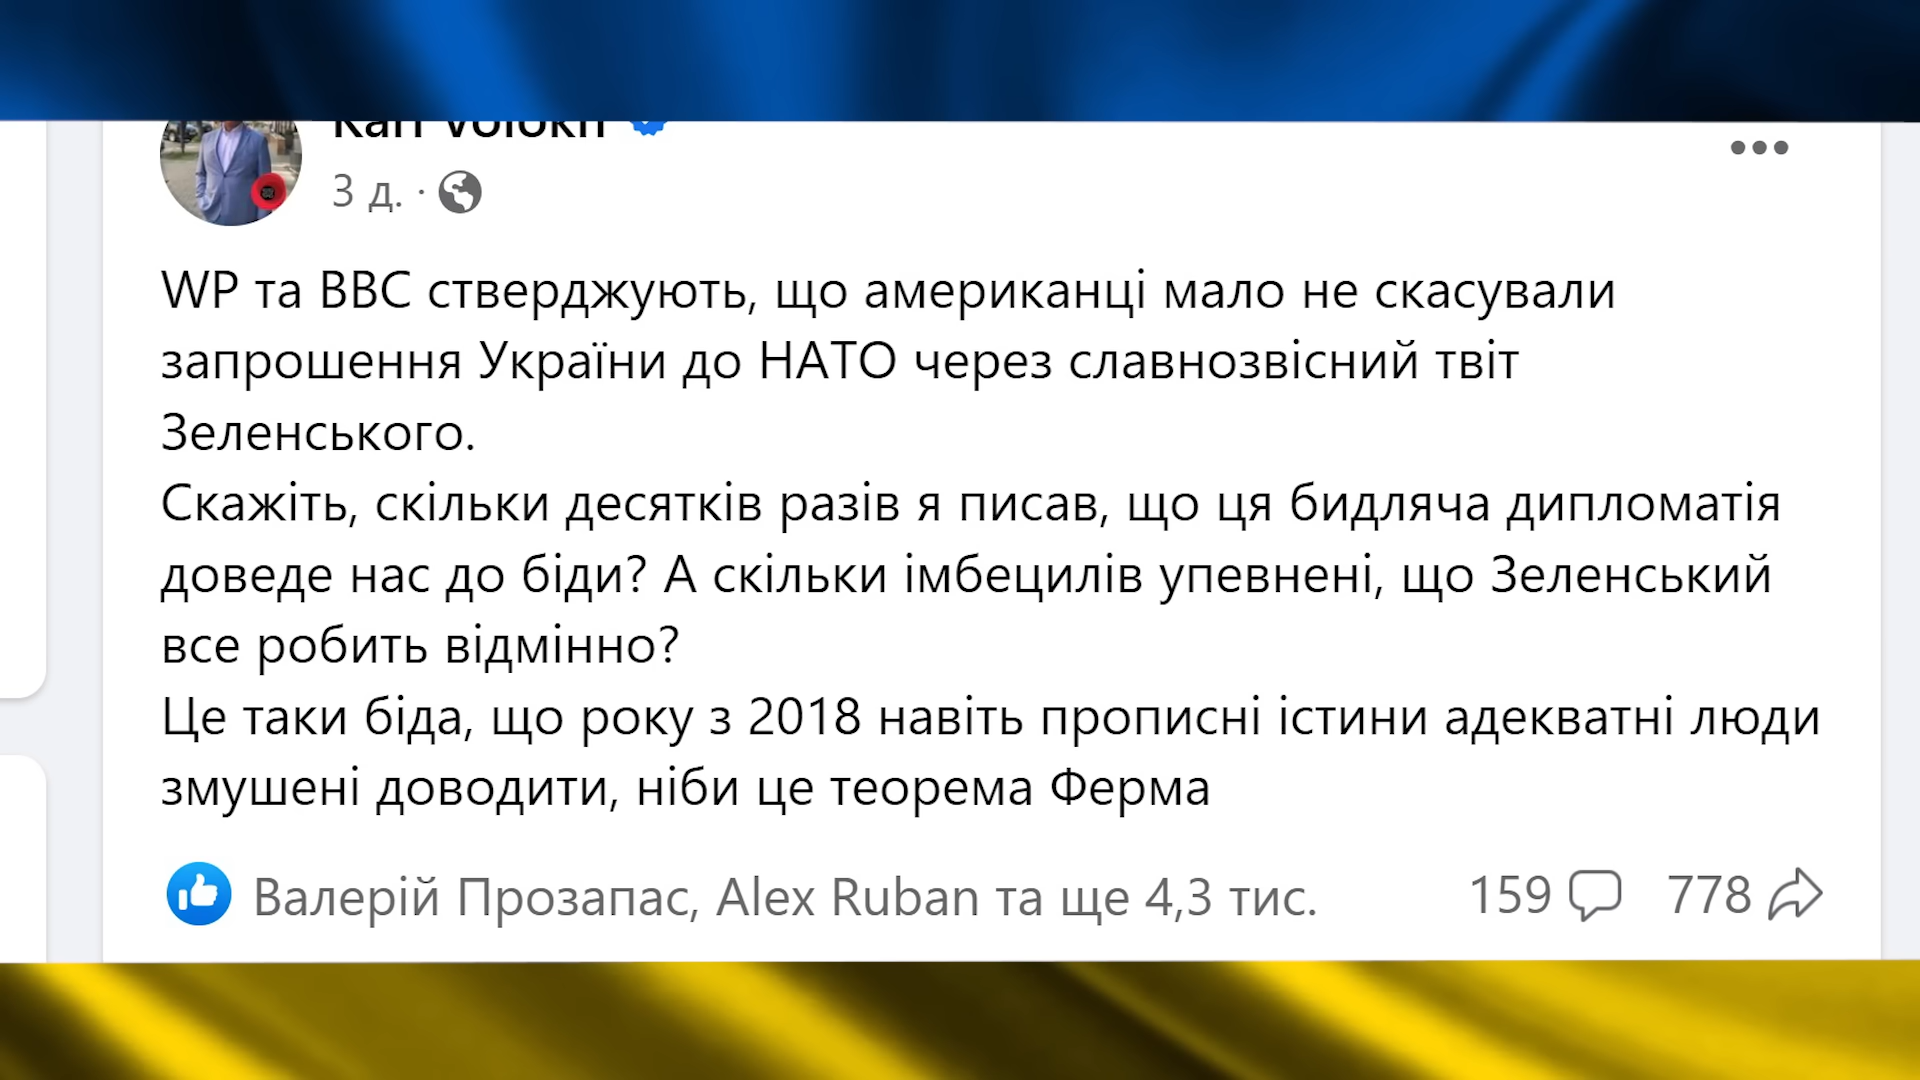 Karl Volokh
3 д. ·
WP та BBC стверджують, що американці мало не скасували
запрошення України до НАТО через славнозвісний твіт
Зеленського.
Скажіть, скільки десятків разів я писав, що ця бидляча дипломатія
доведе нас до біди? А скільки імбецилів упевнені, що Зеленський
все робить відмінно?
Це таки біда, що року з 2018 навіть прописні істини адекватні люди
змушені доводити, ніби це теорема Ферма
Валерій Прозапас, Alex Ruban та ще 4,3 тис.
159
778